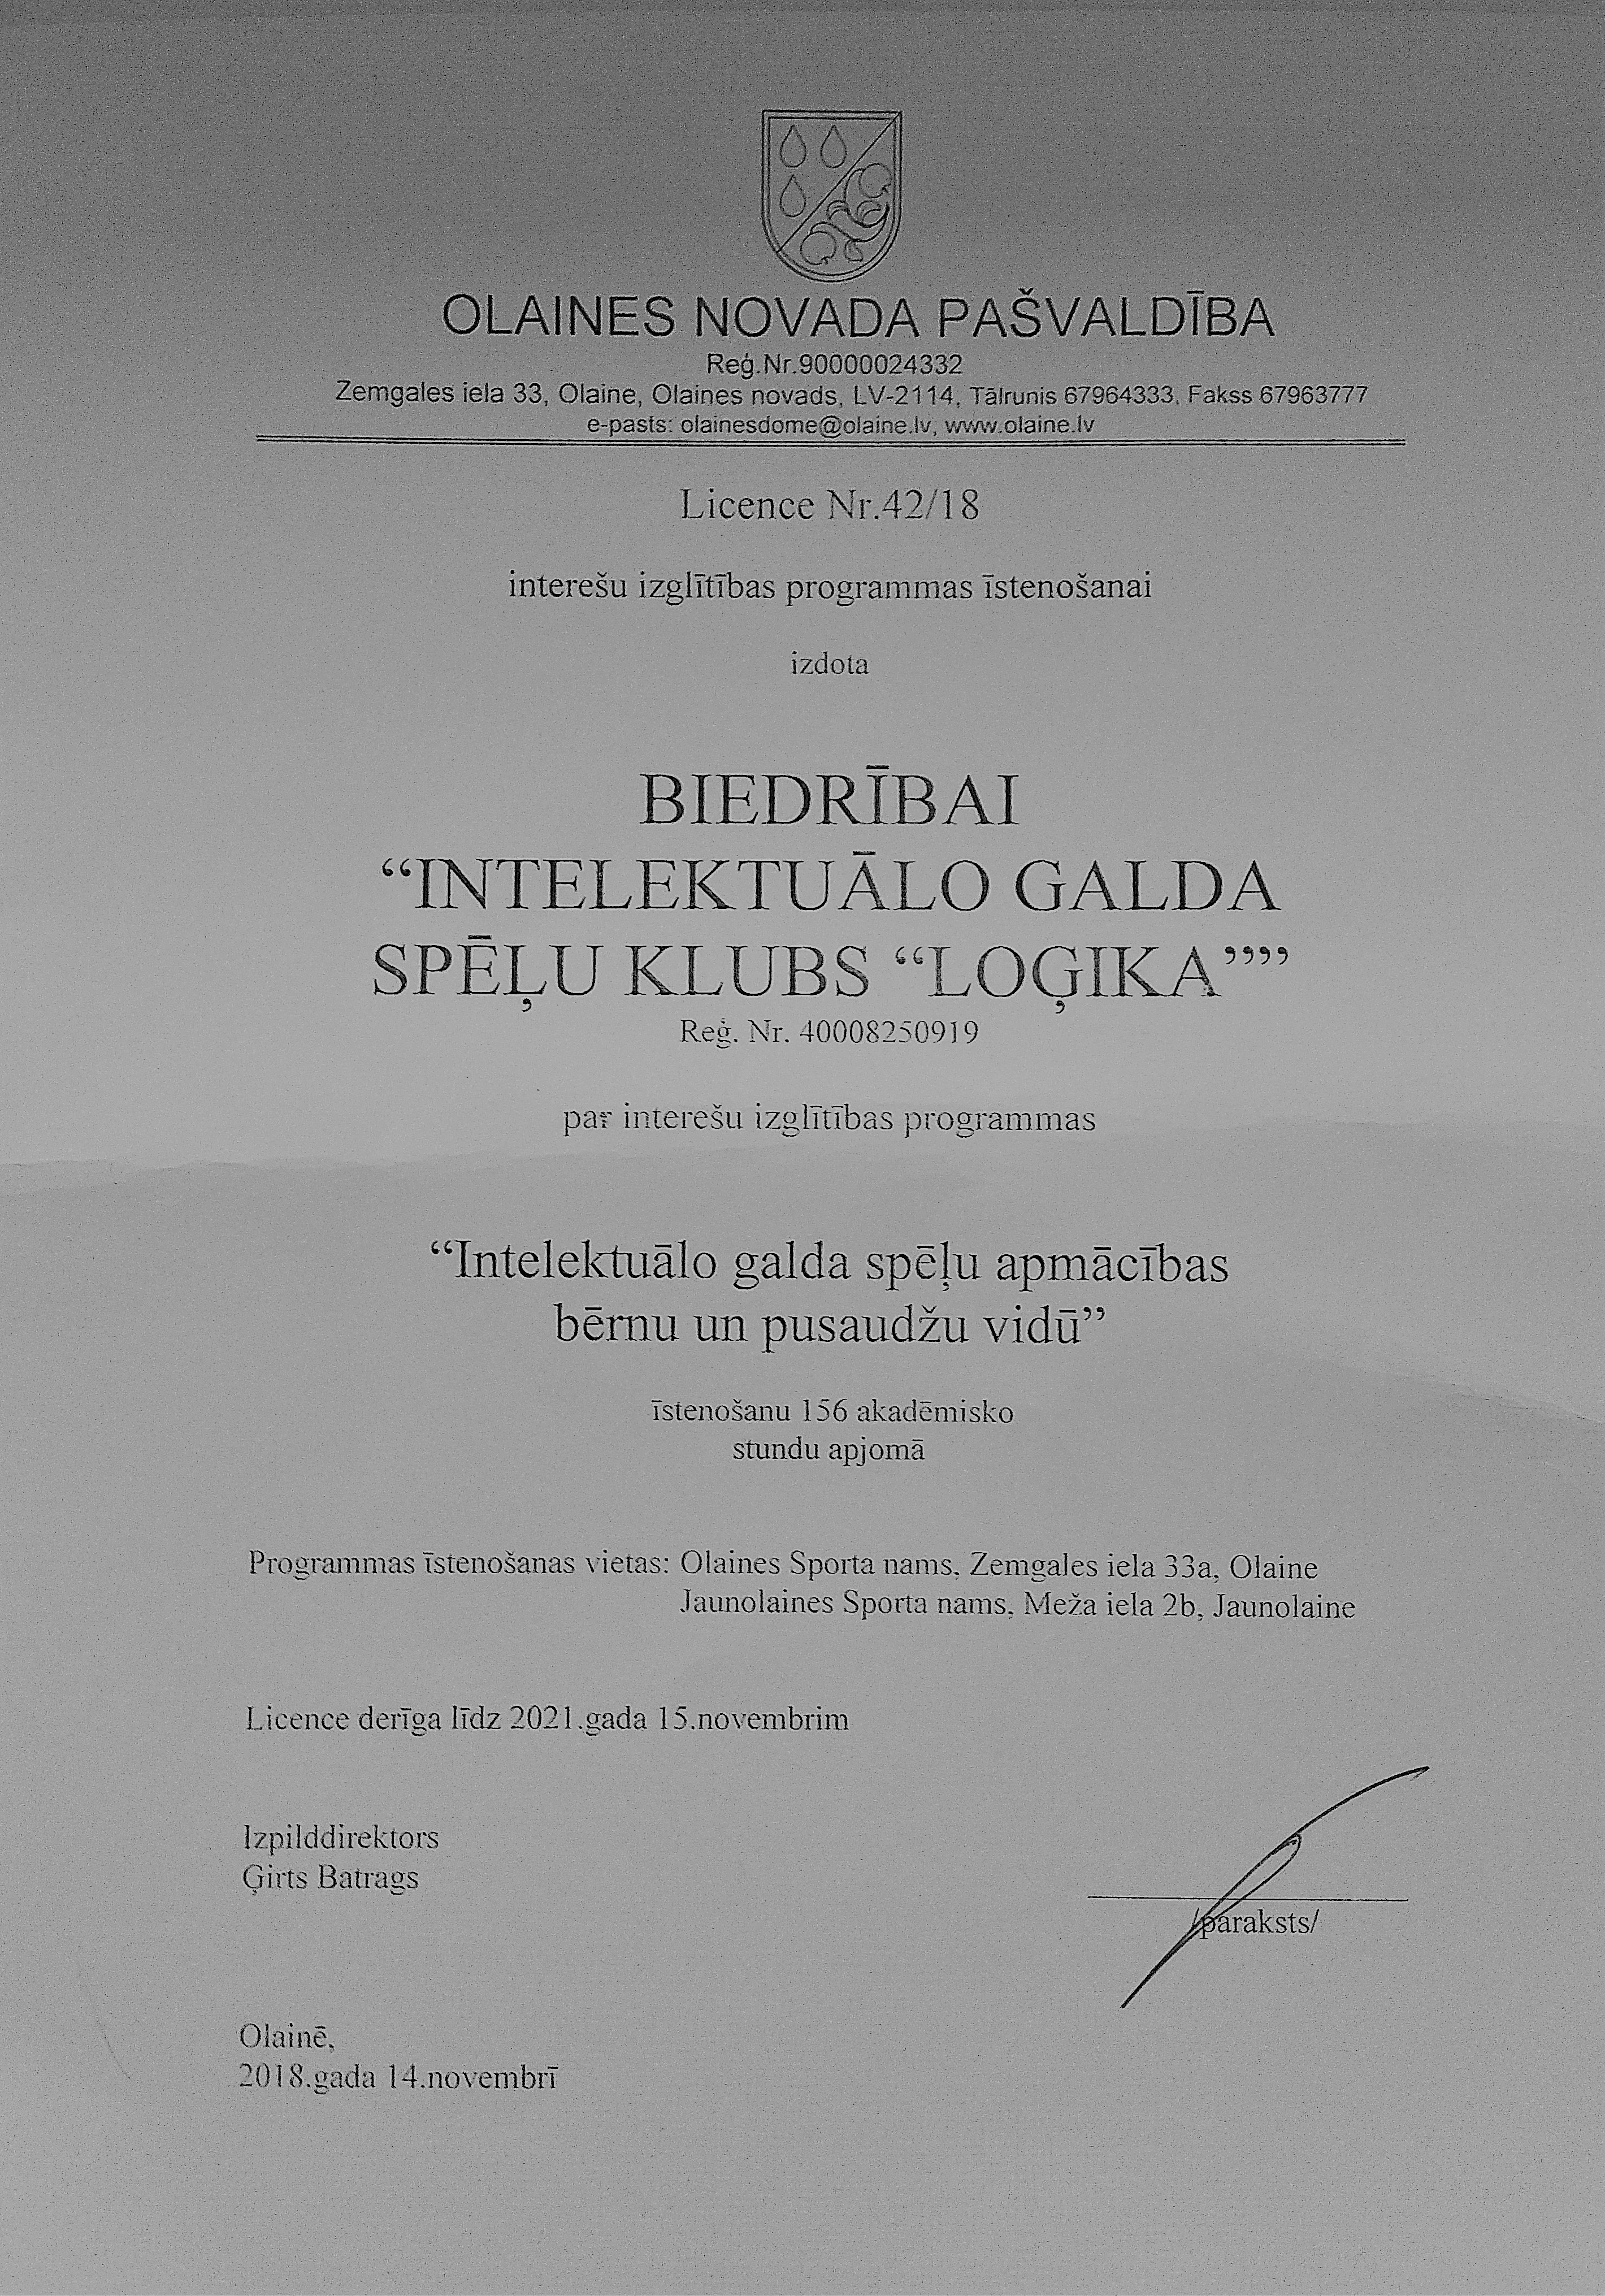 OLAINES NOVADA PAŠVALDĪBA
Reģ.Nr.90000024332
Zemgales iela 33, Olaine, Olaines novads, LV-2114, Tālrunis 67964333, Fakss 67963777
e-pasts: olainesdome@olaine.lv, www.olaine.lv
Licence Nr.42/18
interešu izglītības programmas īstenošanai
izdota
BIEDRĪBAI
“INTELEKTUĀLO GALDA
SPĒĻU KLUBS “LOĢIKA””
Reģ. Nr. 40008250919
par interešu izglītības programmas
“Intelektuālo galda spēļu apmācības
bērnu un pusaudžu vidū”
īstenošanu 156 akadēmisko
stundu apjomā
Programmas īstenošanas vietas: Olaines Sporta nams, Zemgales iela 33a, Olaine
Jaunolaines Sporta nams, Meža iela 2b, Jaunolaine
Licence derīga līdz 2021.gada 15.novembrim
Izpilddirektors
Ģirts Batrags
/paraksts/
Olainē,
2018.gada 14.novembrī